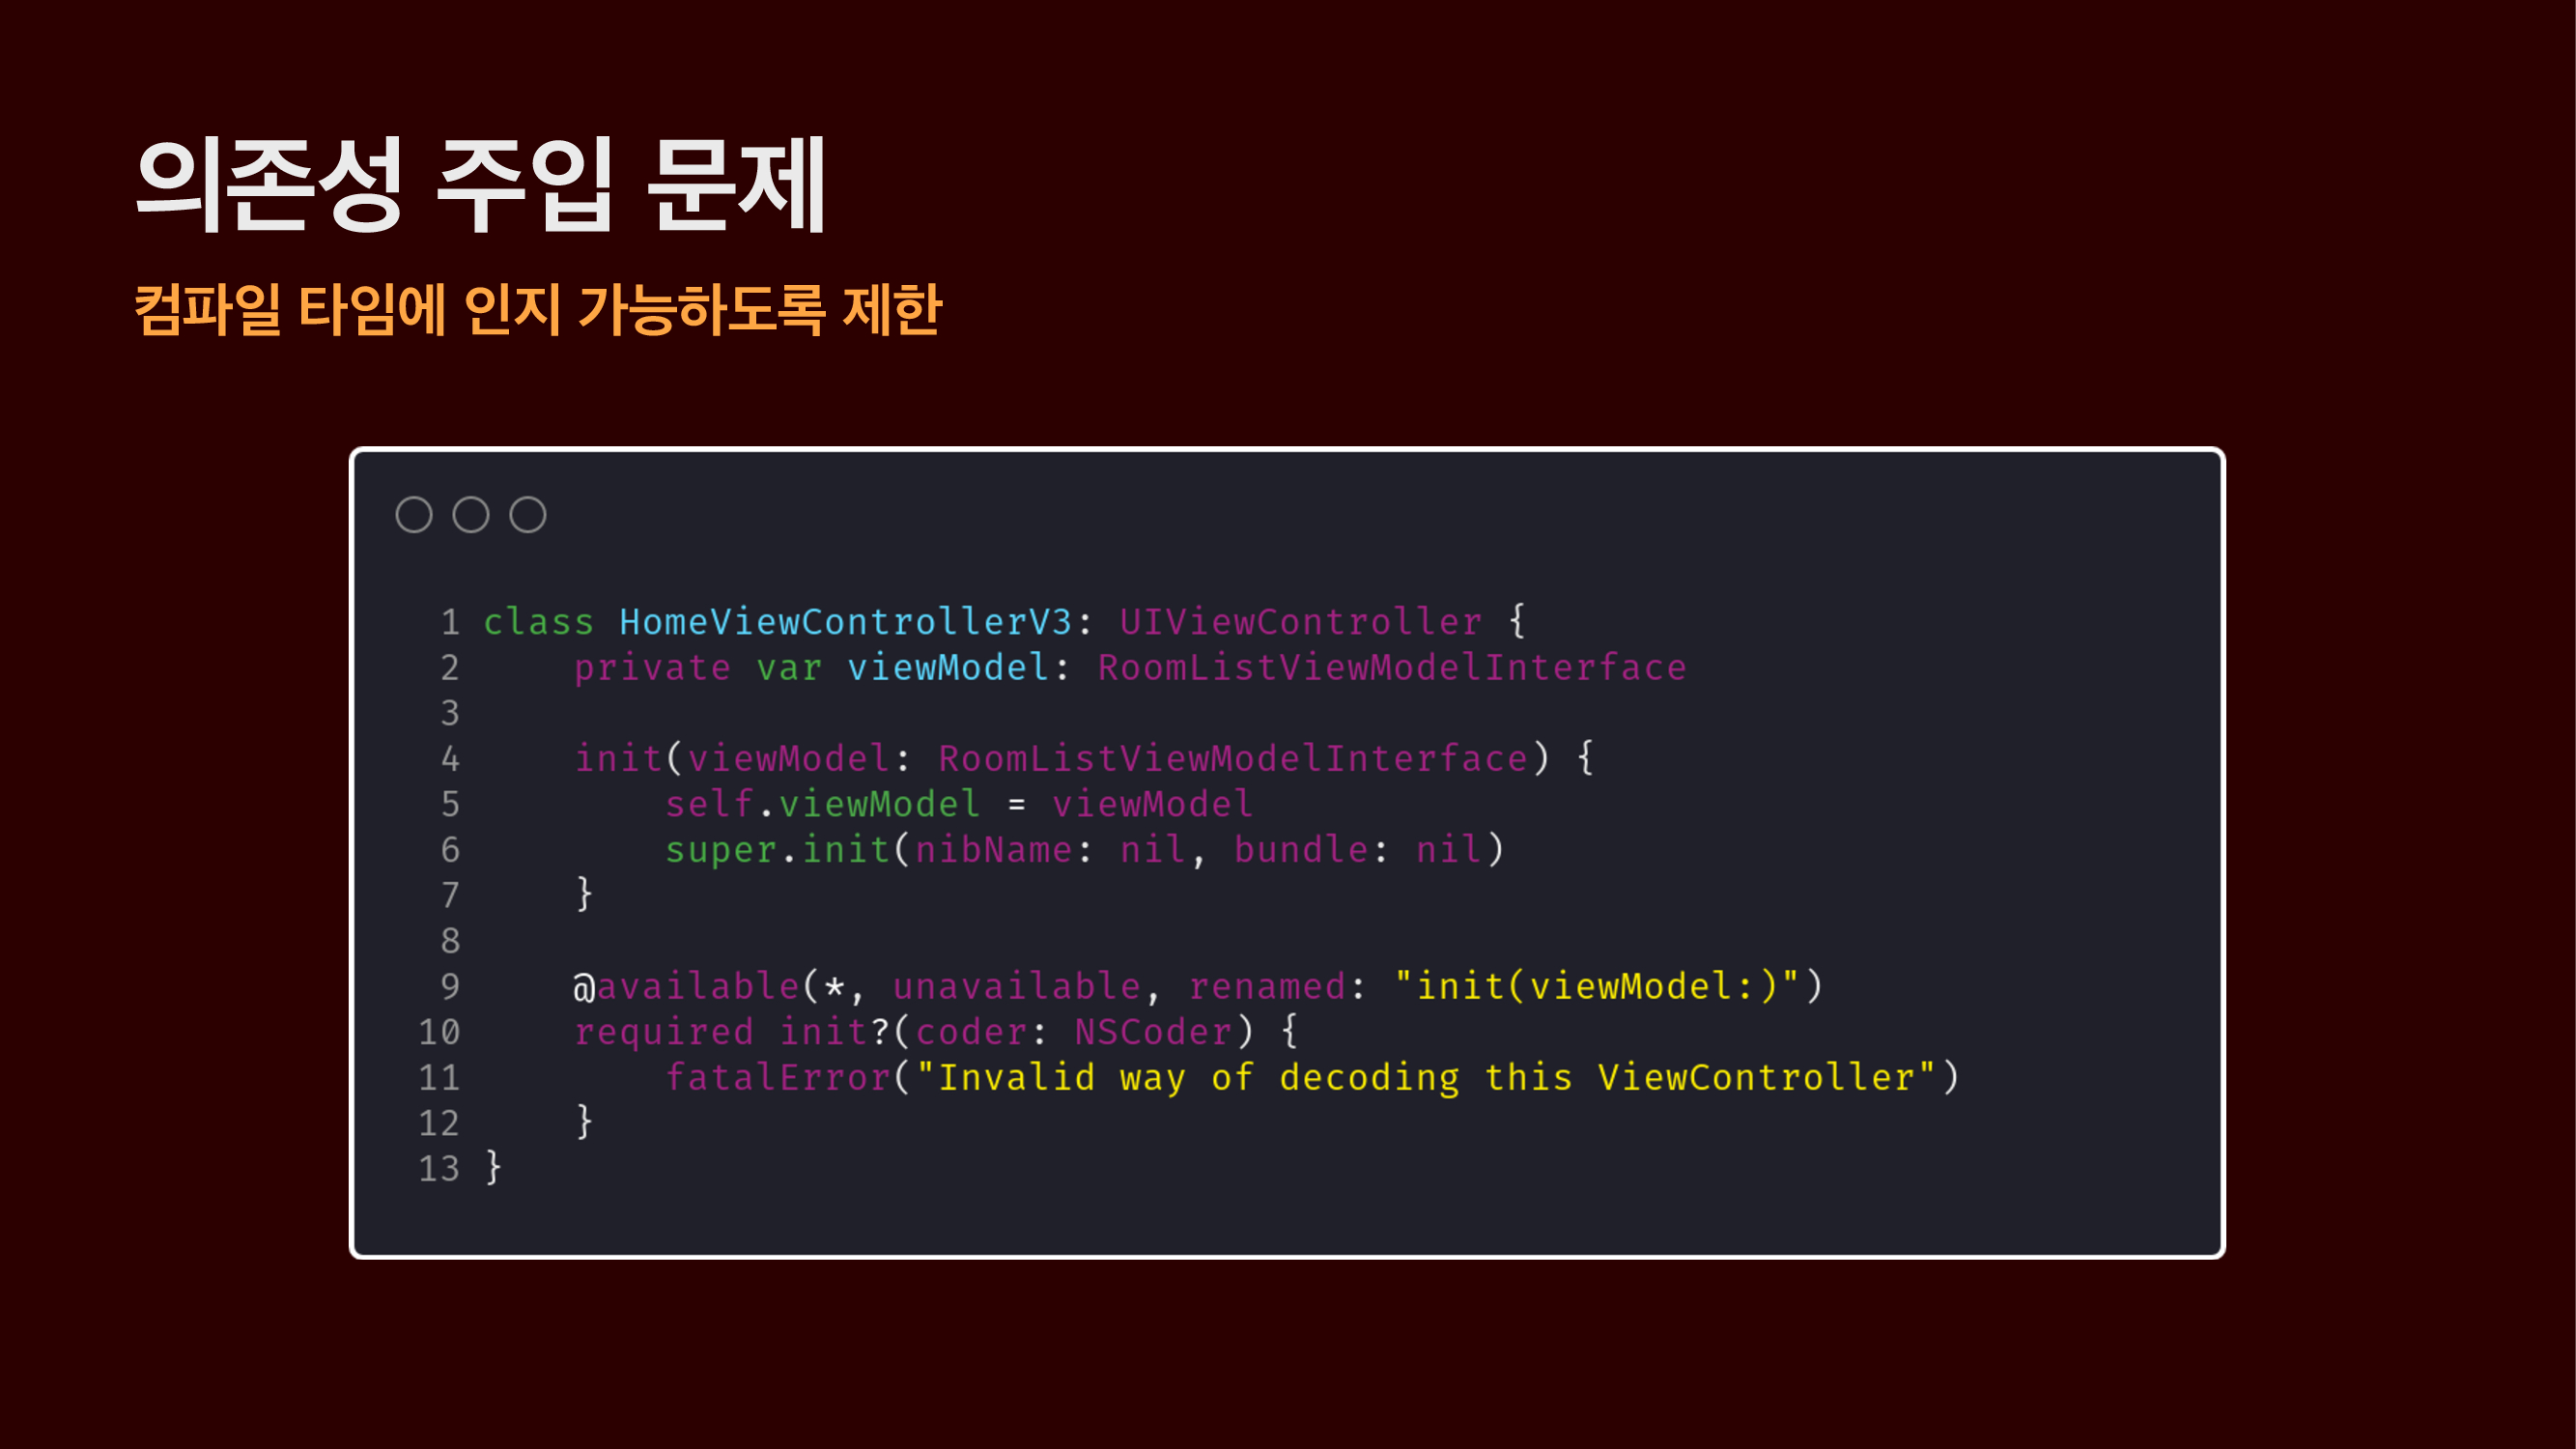 의존성 주입 문제
컴파일 타임에 인지 가능하도록 제한
1 class HomeViewControllerV3: UIViewController {
2     private var viewModel: RoomListViewModelInterface
3
4     init(viewModel: RoomListViewModelInterface) {
5         self.viewModel = viewModel
6         super.init(nibName: nil, bundle: nil)
7     }
8
9     @available(*, unavailable, renamed: "init(viewModel:)")
10     required init?(coder: NSCoder) {
11         fatalError("Invalid way of decoding this ViewController")
12     }
13 }